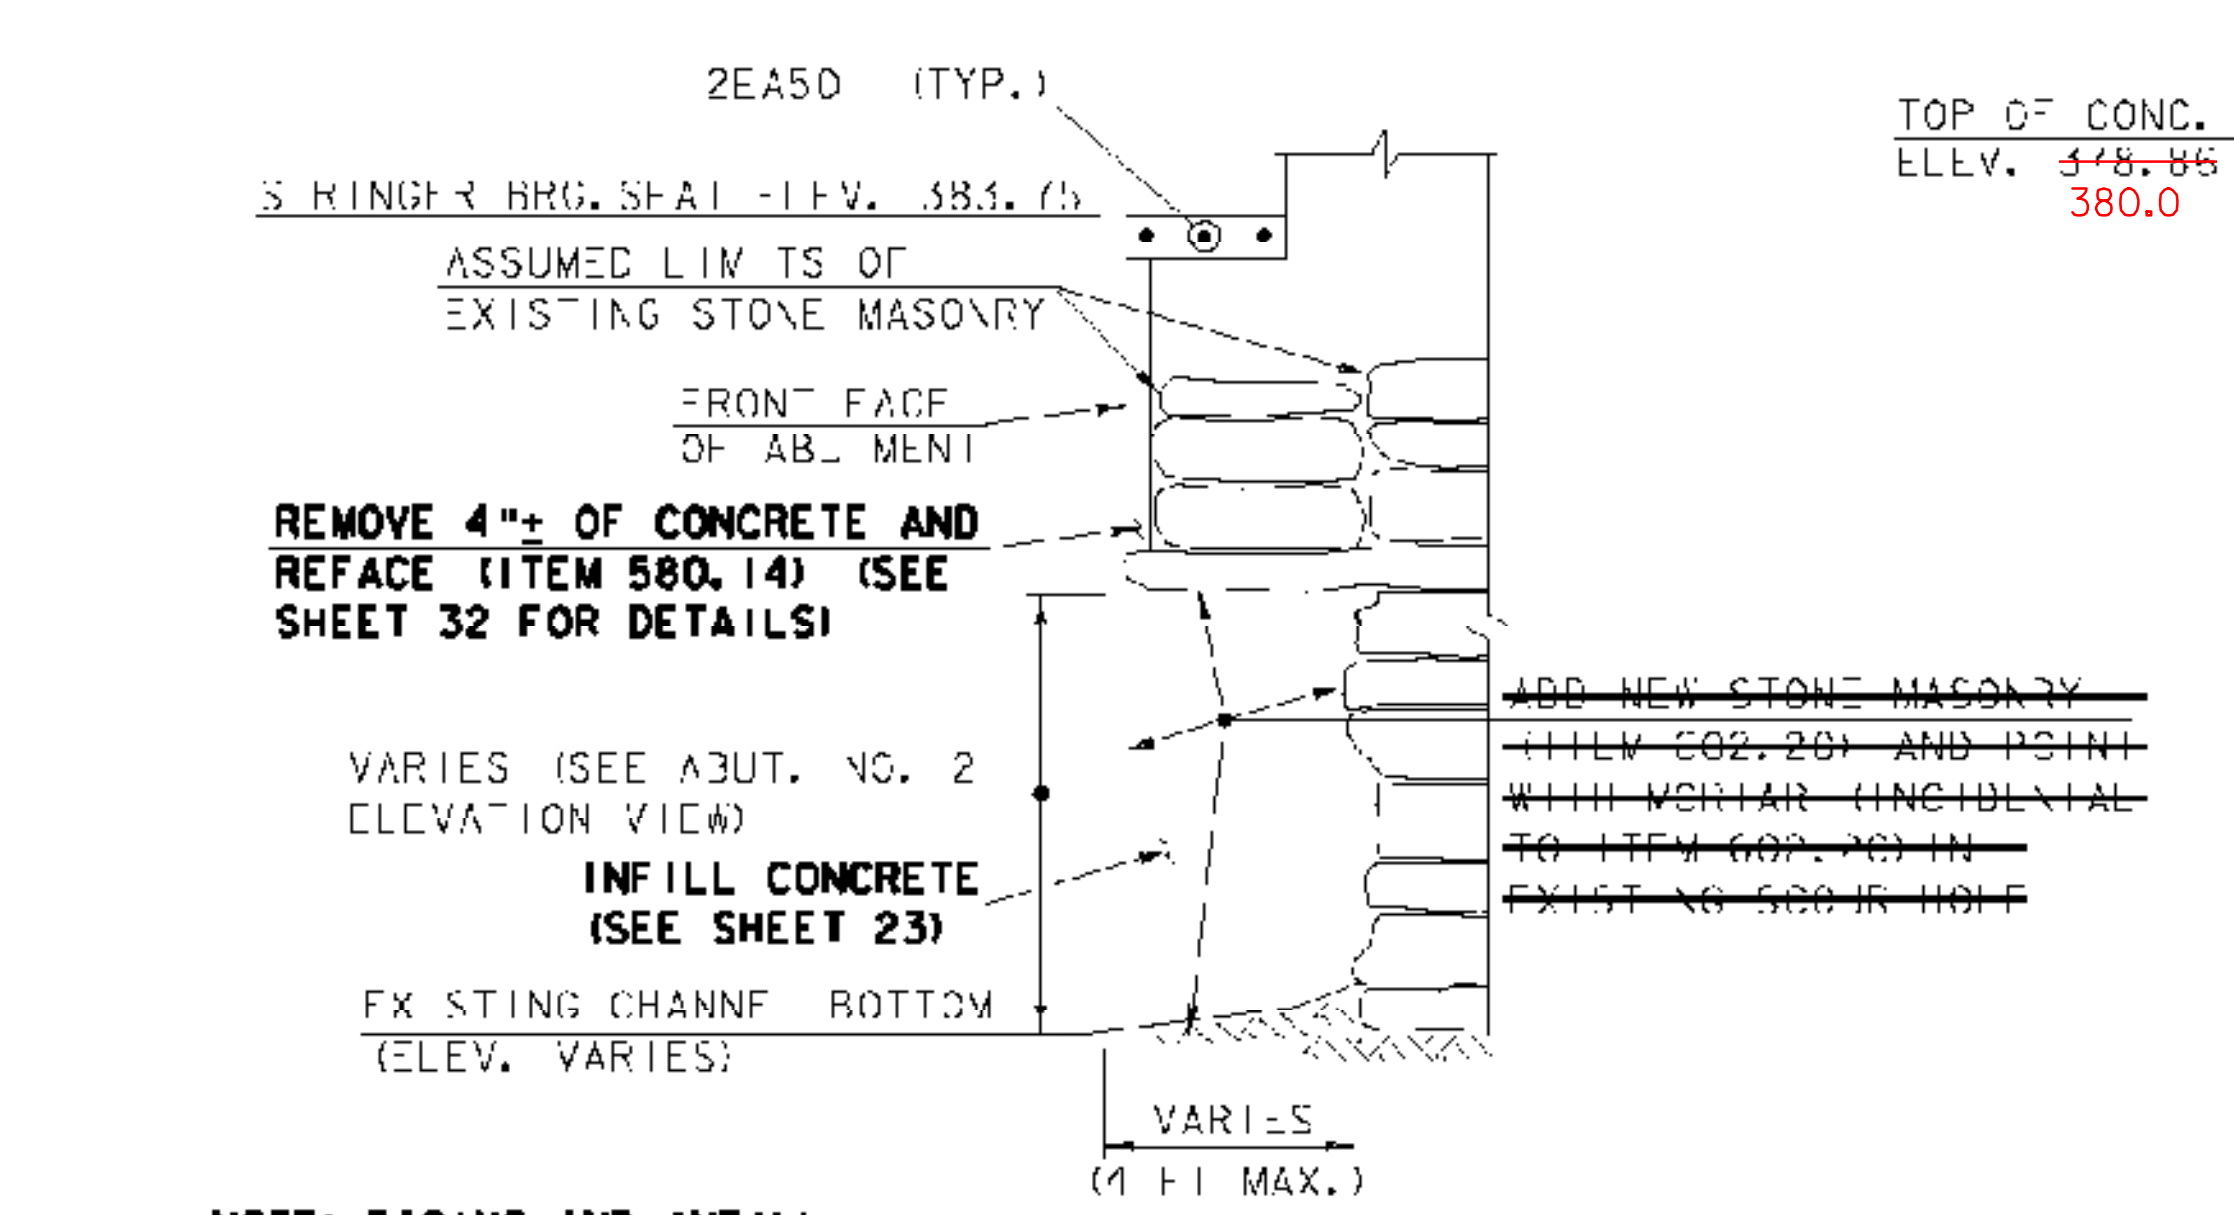 2EA50 (TYP.)
TOP OF CONC.
ELEV. 378.86
380.0
STRINGER BRG. SEAT ELEV. 383.75
ASSUMED LIMITS OF
EXISTING STONE MASONRY
FRONT FACE
OF ABUTMENT
REMOVE 4"± OF CONCRETE AND
REFACE (ITEM 580.14) (SEE
SHEET 32 FOR DETAILS)
ADD NEW STONE MASONRY
(ITEM 602.20) AND POINT
WITH MORTAR (INCIDENTAL
TO ITEM 602.20) IN
EXISTING SCOUR HOLE
VARIES (SEE ABUT. NO. 2
ELEVATION VIEW)
INFILL CONCRETE
(SEE SHEET 23)
EXISTING CHANNEL BOTTOM
(ELEV. VARIES)
VARIES
(4 FT MAX.)